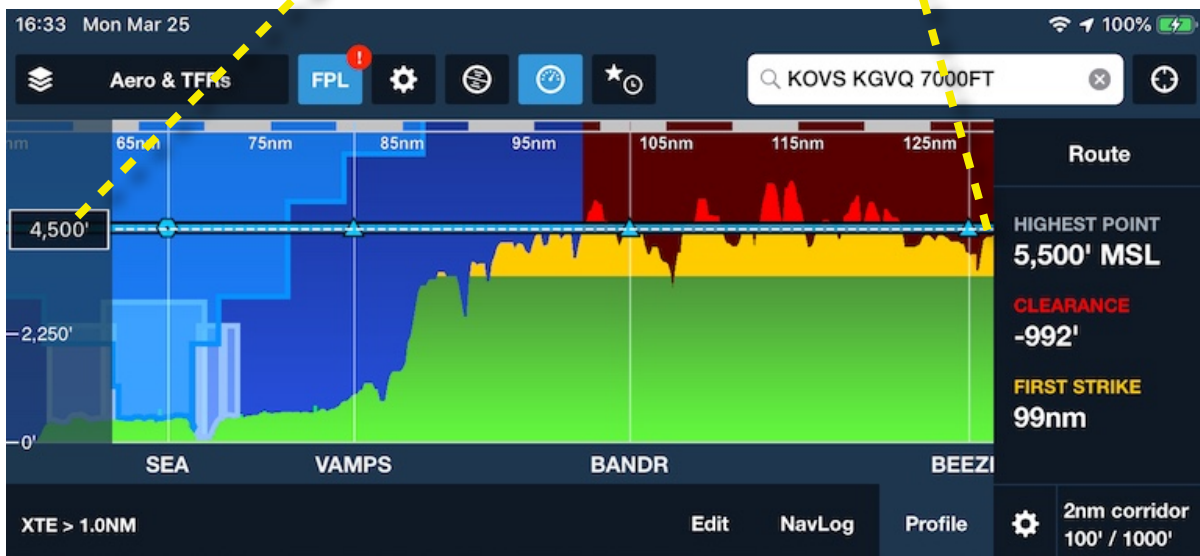 16:33 Mon Mar 25
100%
Aero & TFRs
FPL
!
KOVS KGVQ 7000FT
nm 65nm 75nm 85nm 95nm 105nm 115nm 125nm
Route
4,500'
HIGHEST POINT
5,500' MSL
CLEARANCE
-992'
2,250'
FIRST STRIKE
99nm
0'
SEA VAMPS BANDR BEEZ
XTE > 1.0NM
Edit NavLog Profile
2nm corridor
100' / 1000'